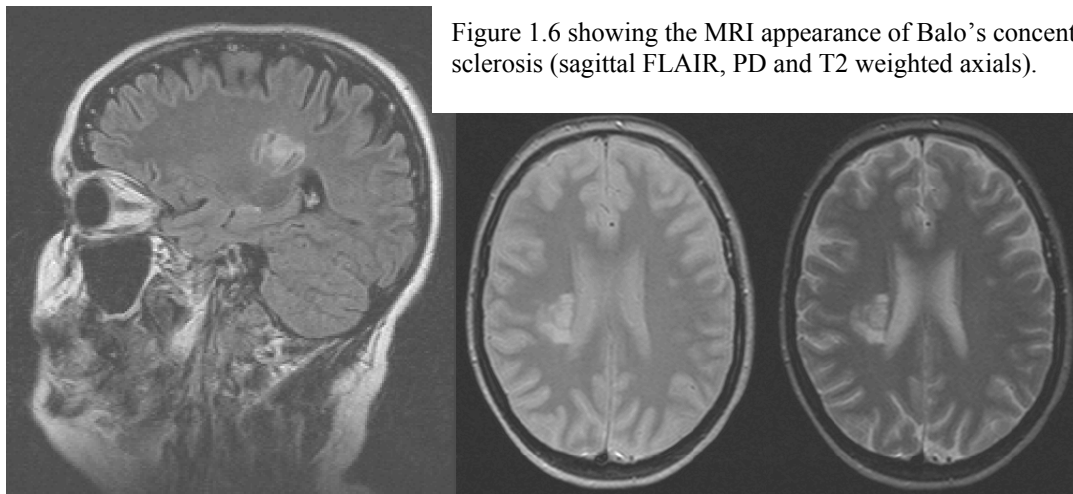 Figure 1.6 showing the MRI appearance of Balo’s concent
sclerosis (sagittal FLAIR, PD and T2 weighted axials).